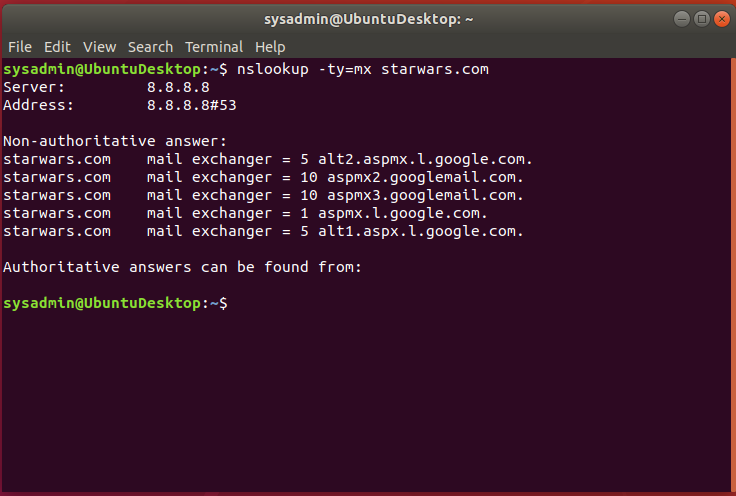 sysadmin@UbuntuDesktop: ~
File Edit View Search Terminal Help
sysadmin@UbuntuDesktop:~$ nslookup -ty=mx starwars.com
Server: 8.8.8.8
Address: 8.8.8.8#53
Non-authoritative answer:
starwars.com mail exchanger = 5 alt2.aspmx.l.google.com.
starwars.com mail exchanger = 10 aspmx2.googlemail.com.
starwars.com mail exchanger = 10 aspmx3.googlemail.com.
starwars.com mail exchanger = 1 aspmx.l.google.com.
starwars.com mail exchanger = 5 alt1.aspx.l.google.com.
Authoritative answers can be found from:
sysadmin@UbuntuDesktop:~$